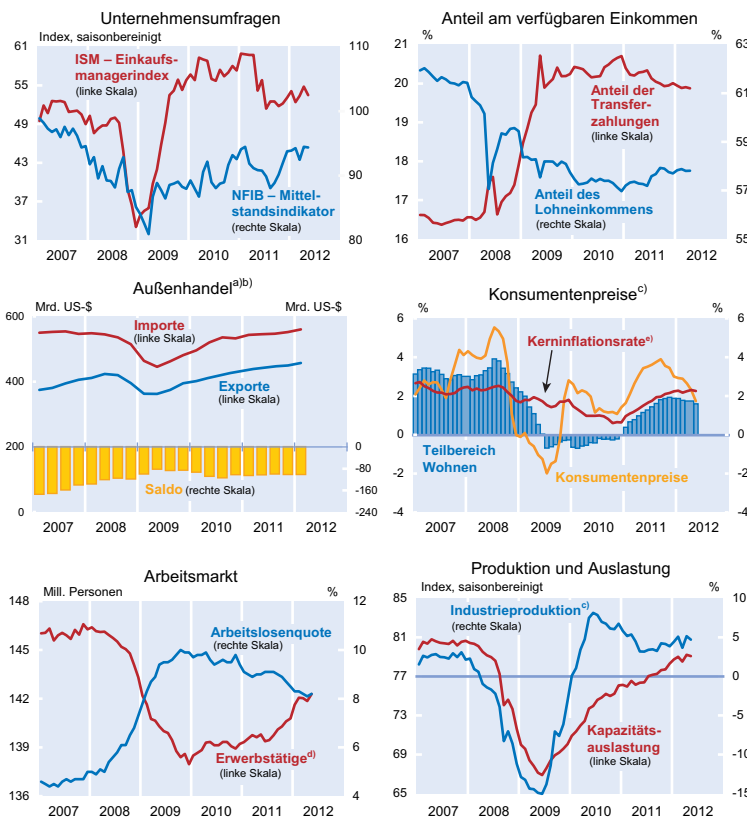 Unternehmensumfragen
Index, saisonbereinigt
61
55
49
43
37
31
110
100
90
80
ISM – Einkaufs-
managerindex
(linke Skala)
NFIB – Mittel-
standsindikator
(rechte Skala)
2007 2008 2009 2010 2011 2012
Anteil am verfügbaren Einkommen
% %
21
20
19
18
17
16
63
61
59
57
55
Anteil der
Transfer-
zahlungen
(linke Skala)
Anteil des
Lohneinkommens
(rechte Skala)
2007 2008 2009 2010 2011 2012
Außenhandel a)b)
Mrd. US-$ Mrd. US-$
600
400
200
0
0
-80
-160
-240
Importe
(linke Skala)
Exporte
(linke Skala)
Saldo (rechte Skala)
2007 2008 2009 2010 2011 2012
Konsumentenpreise c)
% %
6
4
2
0
-2
-4
6
4
2
0
-2
-4
Kerninflationsrate e)
Teilbereich
Wohnen
Konsumentenpreise
2007 2008 2009 2010 2011 2012
Arbeitsmarkt
Mill. Personen %
148
145
142
139
136
12
10
8
6
4
Arbeitslosenquote
(rechte Skala)
Erwerbstätige d)
(linke Skala)
2007 2008 2009 2010 2011 2012
Produktion und Auslastung
Index, saisonbereinigt %
85
81
77
73
69
65
10
5
0
-5
-10
-15
Industrieproduktion c)
(rechte Skala)
Kapazitäts-
auslastung
(linke Skala)
2007 2008 2009 2010 2011 2012